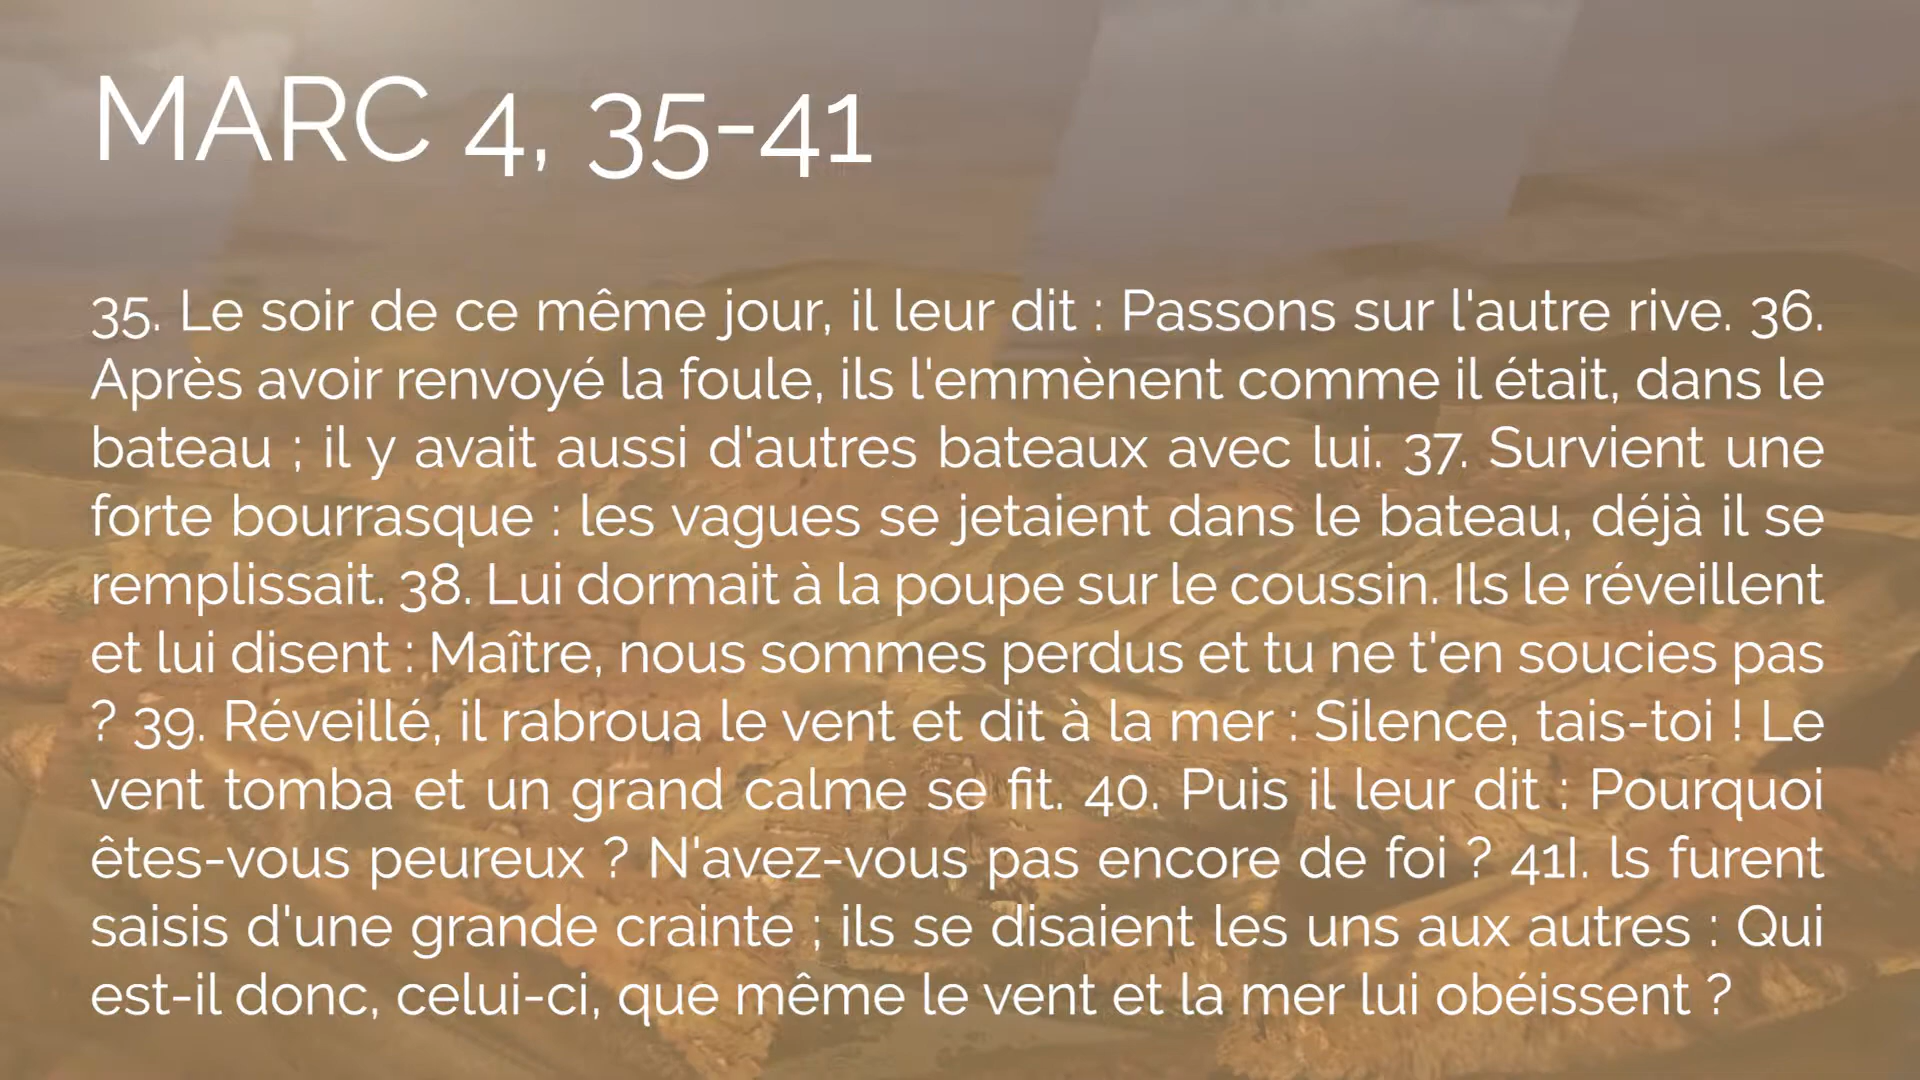 MARC 4, 35-41
35. Le soir de ce même jour, il leur dit : Passons sur l'autre rive. 36.
Après avoir renvoyé la foule, ils l'emmènent comme il était, dans le
bateau ; il y avait aussi d'autres bateaux avec lui. 37. Survient une
forte bourrasque : les vagues se jetaient dans le bateau, déjà il se
remplissait. 38. Lui dormait à la poupe sur le coussin. Ils le réveillent
et lui disent : Maître, nous sommes perdus et tu ne t'en soucies pas
? 39. Réveillé, il rabroua le vent et dit à la mer : Silence, tais-toi ! Le
vent tomba et un grand calme se fit. 40. Puis il leur dit : Pourquoi
êtes-vous peureux ? N'avez-vous pas encore de foi ? 41I. ls furent
saisis d'une grande crainte ; ils se disaient les uns aux autres : Qui
est-il donc, celui-ci, que même le vent et la mer lui obéissent ?